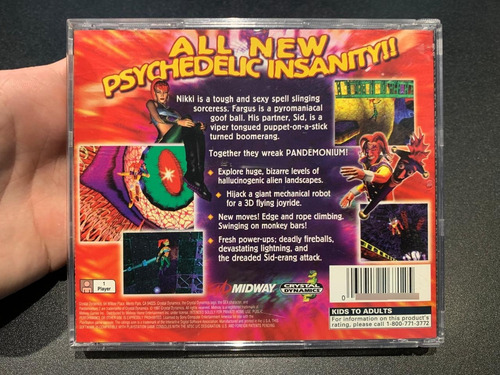 ALL NEW
PSYCHEDELIC INSANITY!!
Nikki is a tough and sexy spell slinging
sorceress. Fargus is a pyromaniacal
goof ball. His partner, Sid, is a
viper tongued puppet-on-a-stick
turned boomerang.
Together they wreak PANDEMONIUM!
• Explore huge, bizarre levels of
hallucinogenic alien landscapes.
• Hijack a giant mechanical robot
for a 3D flying joyride.
• New moves! Edge and rope climbing.
Swinging on monkey bars!
• Fresh power-ups; deadly fireballs,
devastating lightning, and
the dreaded Sid-erang attack.
1
Player
MIDWAY
CRYSTAL
DYNAMICS
0
KIDS TO ADULTS
For information on this product's
rating, please call 1-800-771-3772